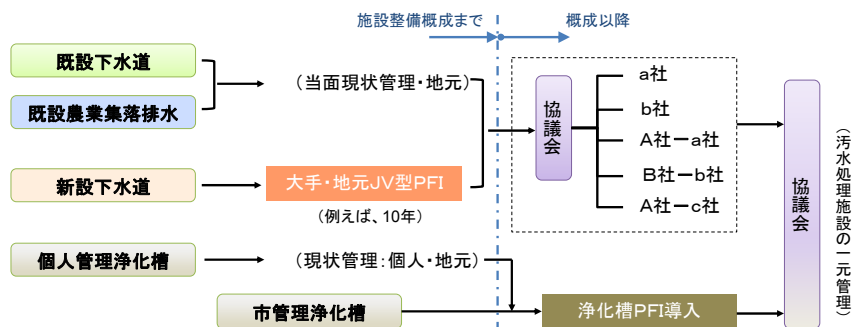 施設整備概成まで
概成以降
既設下水道
既設農業集落排水
(当面現状管理・地元)
新設下水道
大手・地元JV型PFI
(例えば、10年)
個人管理浄化槽
(現状管理:個人・地元)
市管理浄化槽
協議会
a社
b社
A社ーa社
B社ーb社
A社ーc社
浄化槽PFI導入
協議会
(汚水処理施設の一元管理)